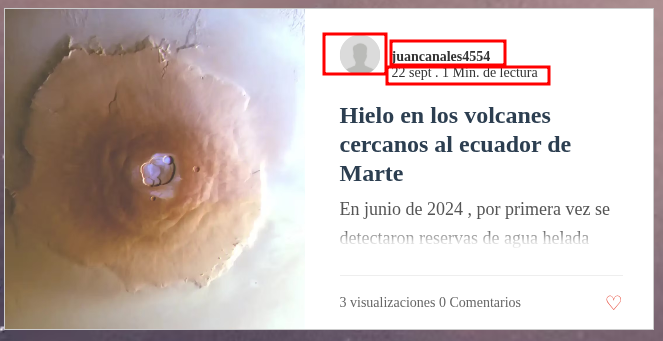 juancanales4554
22 sept . 1 Min. de lectura
Hielo en los volcanes
cercanos al ecuador de
Marte
En junio de 2024 , por primera vez se
detectaron reservas de agua helada
3 visualizaciones 0 Comentarios